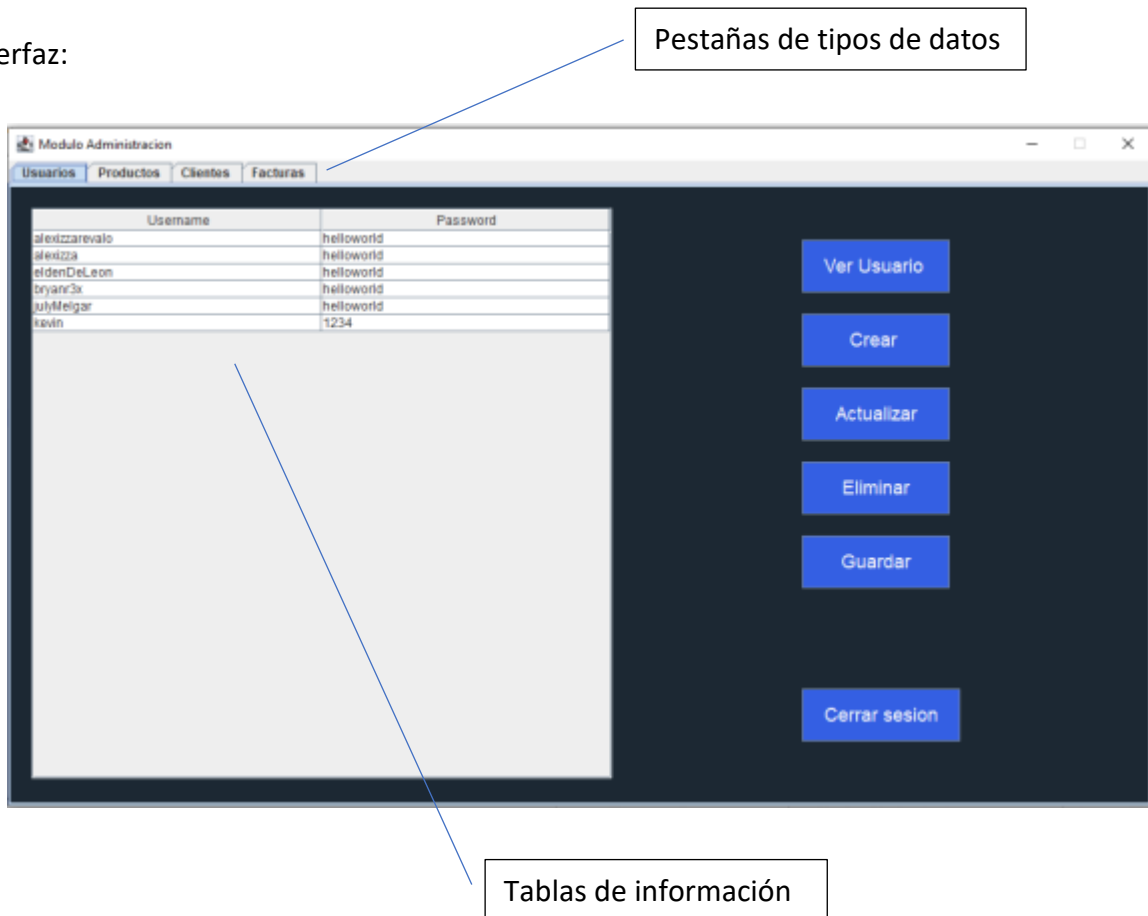 Pestañas de tipos de datos
erfaz:
Modulo Administracion
Usuarios Productos Clientes Facturas
Username Password
alexizzarevalo helloworld
alexizza helloworld
eldenDeLeon helloworld
bryanr3x helloworld
julyMelgar helloworld
kevin 1234
Ver Usuario
Crear
Actualizar
Eliminar
Guardar
Cerrar sesion
Tablas de información